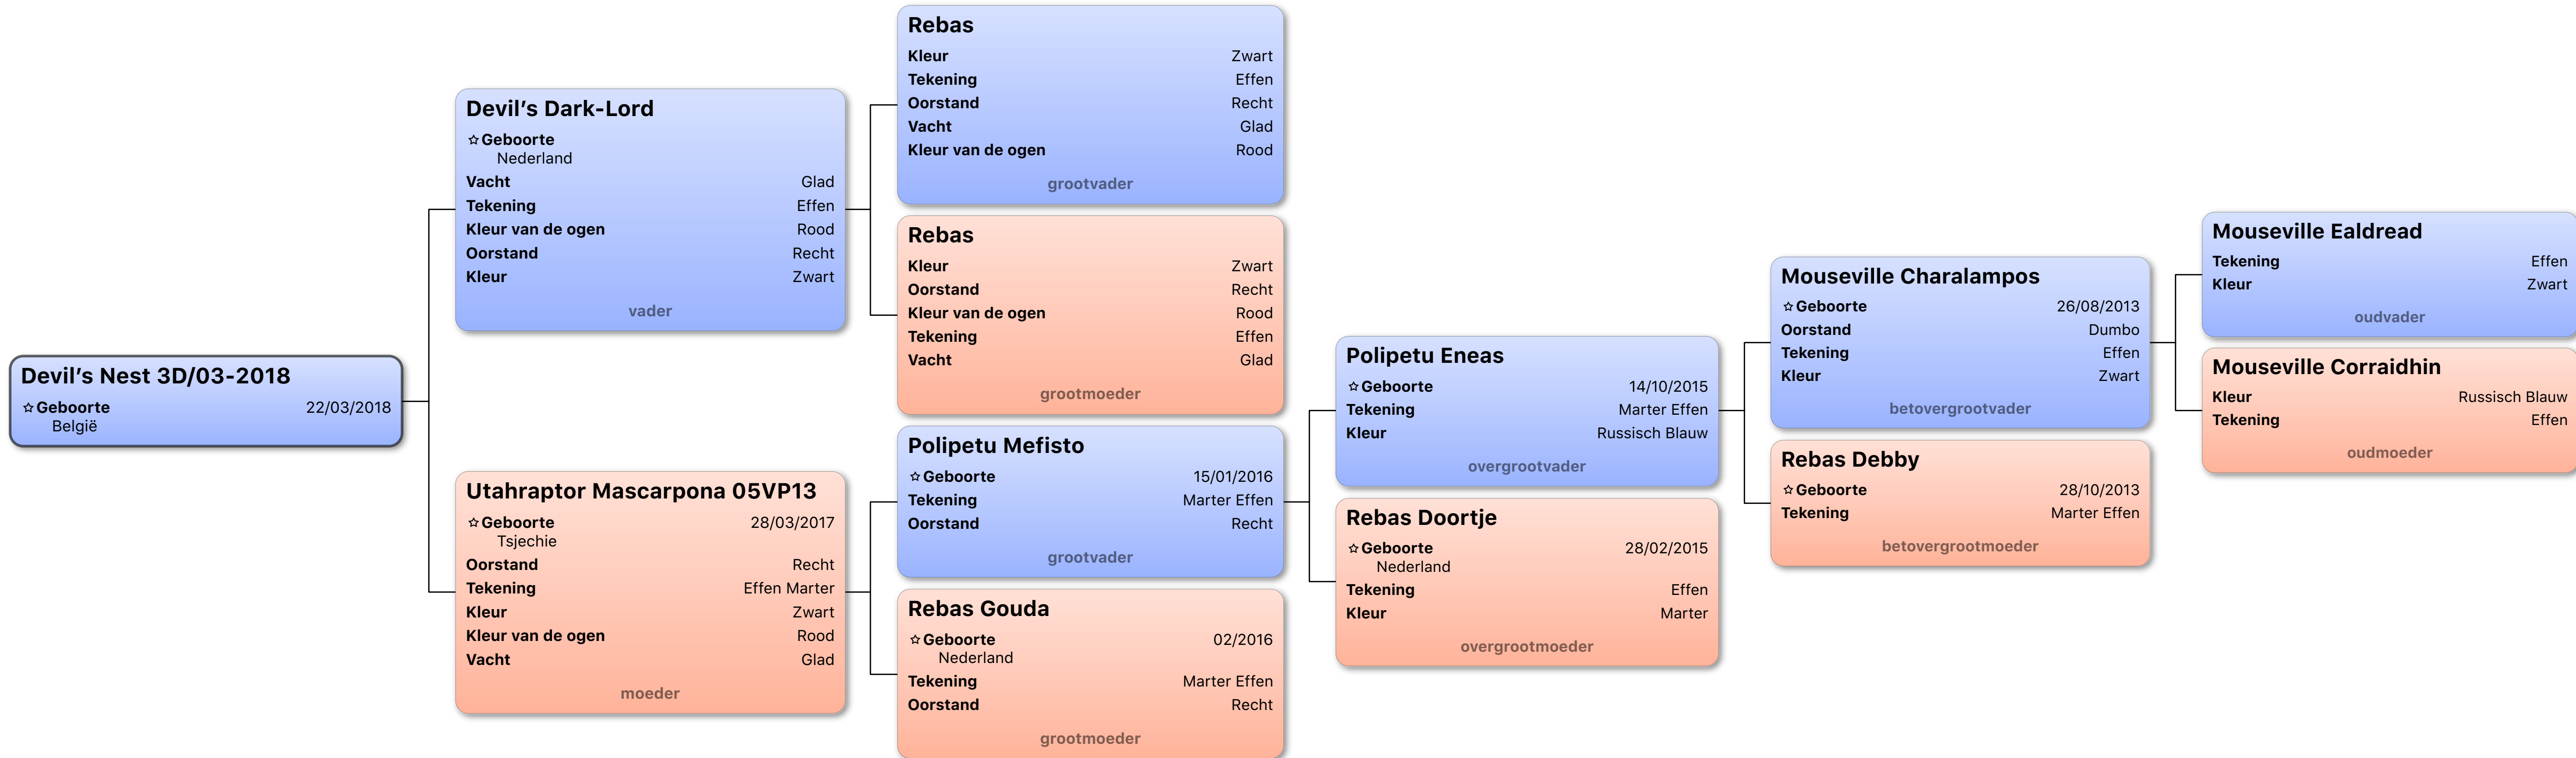 Devil’s Nest 3D/03-2018
☆ Geboorte 22/03/2018
België
Devil’s Dark-Lord
☆ Geboorte
Nederland
Vacht Glad
Tekening Effen
Kleur van de ogen Rood
Oorstand Recht
Kleur Zwart
vader
Utahraptor Mascarpona 05VP13
☆ Geboorte 28/03/2017
Tsjechie
Oorstand Recht
Tekening Effen Marter
Kleur Zwart
Kleur van de ogen Rood
Vacht Glad
moeder
Rebas
Kleur Zwart
Tekening Effen
Oorstand Recht
Vacht Glad
Kleur van de ogen Rood
grootvader
Rebas
Kleur Zwart
Oorstand Recht
Kleur van de ogen Rood
Tekening Effen
Vacht Glad
grootmoeder
Polipetu Mefisto
☆ Geboorte 15/01/2016
Tekening Marter Effen
Oorstand Recht
grootvader
Rebas Gouda
☆ Geboorte 02/2016
Nederland
Tekening Marter Effen
Oorstand Recht
grootmoeder
Polipetu Eneas
☆ Geboorte 14/10/2015
Tekening Marter Effen
Kleur Russisch Blauw
overgrootvader
Rebas Doortje
☆ Geboorte 28/02/2015
Nederland
Tekening Effen
Kleur Marter
overgrootmoeder
Mouseville Charalampos
☆ Geboorte 26/08/2013
Oorstand Dumbo
Tekening Effen
Kleur Zwart
betovergrootvader
Rebas Debby
☆ Geboorte 28/10/2013
Tekening Marter Effen
betovergrootmoeder
Mouseville Ealdread
Tekening Effen
Kleur Zwart
oudvader
Mouseville Corraidhin
Kleur Russisch Blauw
Tekening Effen
oudmoeder